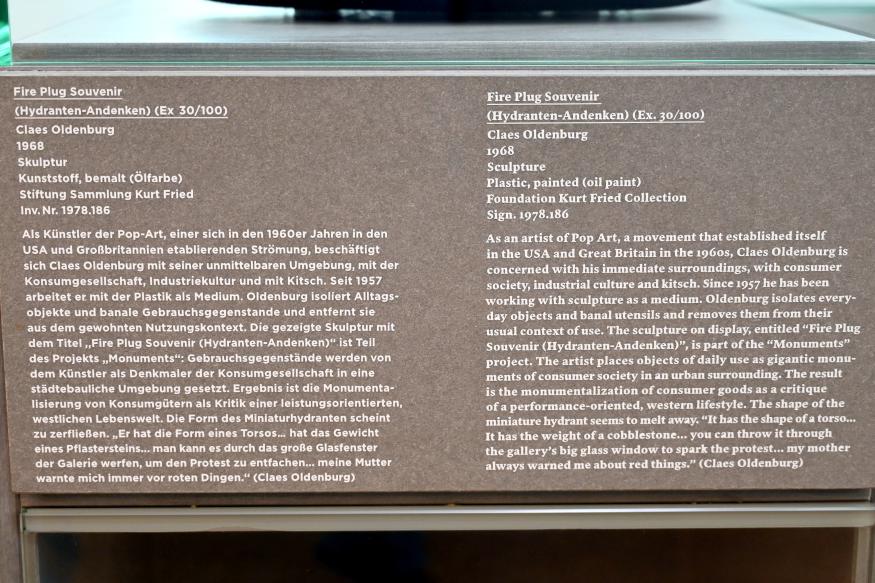 Fire Plug Souvenir
(Hydranten-Andenken) (Ex 30/100)
Claes Oldenburg
1968
Skulptur
Kunststoff, bemalt (Ölfarbe)
Stiftung Sammlung Kurt Fried
Inv. Nr. 1978.186
Als Künstler der Pop-Art, einer sich in den 1960er Jahren in den
USA und Großbritannien etablierenden Strömung, beschäftigt
sich Claes Oldenburg mit seiner unmittelbaren Umgebung, mit der
Konsumgesellschaft, Industriekultur und mit Kitsch. Seit 1957
arbeitet er mit der Plastik als Medium. Oldenburg isoliert Alltags-
objekte und banale Gebrauchsgegenstande und entfernt sie
aus dem gewohnten Nutzungskontext. Die gezeigte Skulptur mit
dem Titel „Fire Plug Souvenir (Hydranten-Andenken)“ ist Teil
des Projekts „Monuments“: Gebrauchsgegenstände werden von
dem Künstler als Denkmaler der Konsumgesellschaft in eine
städtebauliche Umgebung gesetzt. Ergebnis ist die Monumenta-
lisierung von Konsumgütern als Kritik einer leistungsorientierten,
westlichen Lebenswelt. Die Form des Miniaturhydranten scheint
zu zerfließen. „Er hat die Form eines Torsos... hat das Gewicht
eines Pflastersteins... man kann es durch das große Glasfenster
der Galerie werfen, um den Protest zu entfachen... meine Mutter
warnte mich immer vor roten Dingen.“ (Claes Oldenburg)
Fire Plug Souvenir
(Hydranten-Andenken) (Ex. 30/100)
Claes Oldenburg
1968
Sculpture
Plastic, painted (oil paint)
Foundation Kurt Fried Collection
Sign. 1978.186
As an artist of Pop Art, a movement that established itself
in the USA and Great Britain in the 1960s, Claes Oldenburg is
concerned with his immediate surroundings, with consumer
society, industrial culture and kitsch. Since 1957 he has been
working with sculpture as a medium. Oldenburg isolates every-
day objects and banal utensils and removes them from their
usual context of use. The sculpture on display, entitled “Fire Plug
Souvenir (Hydranten-Andenken)”, is part of the “Monuments”
project. The artist places objects of daily use as gigantic monu-
ments of consumer society in an urban surrounding. The result
is the monumentalization of consumer goods as a critique
of a performance-oriented, western lifestyle. The shape of the
miniature hydrant seems to melt away. “It has the shape of a torso...
It has the weight of a cobblestone... you can throw it through
the gallery's big glass window to spark the protest... my mother
always warned me about red things.” (Claes Oldenburg)